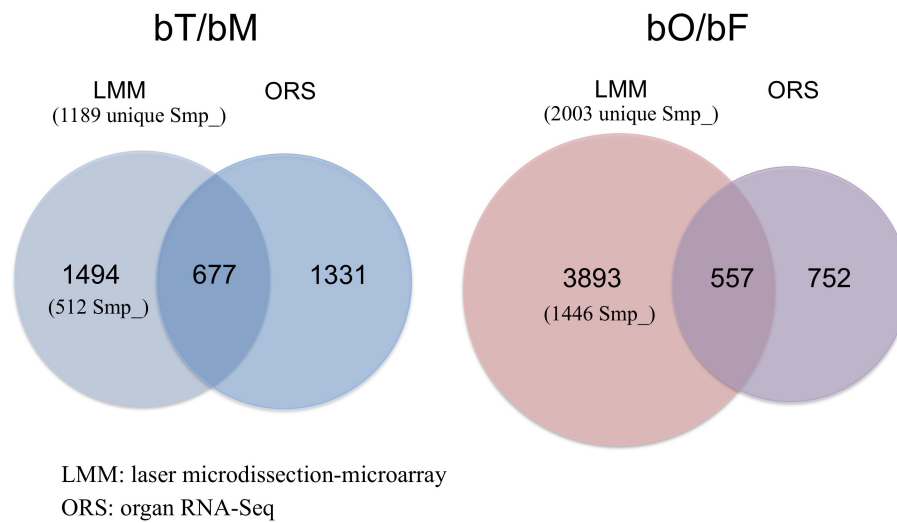 bT/bM
LMM
ORS
(1189 unique Smp_)
1494
677
1331
(512 Smp_)
bO/bF
LMM
ORS
(2003 unique Smp_)
3893
557
752
(1446 Smp_)
LMM: laser microdissection-microarray
ORS: organ RNA-Seq